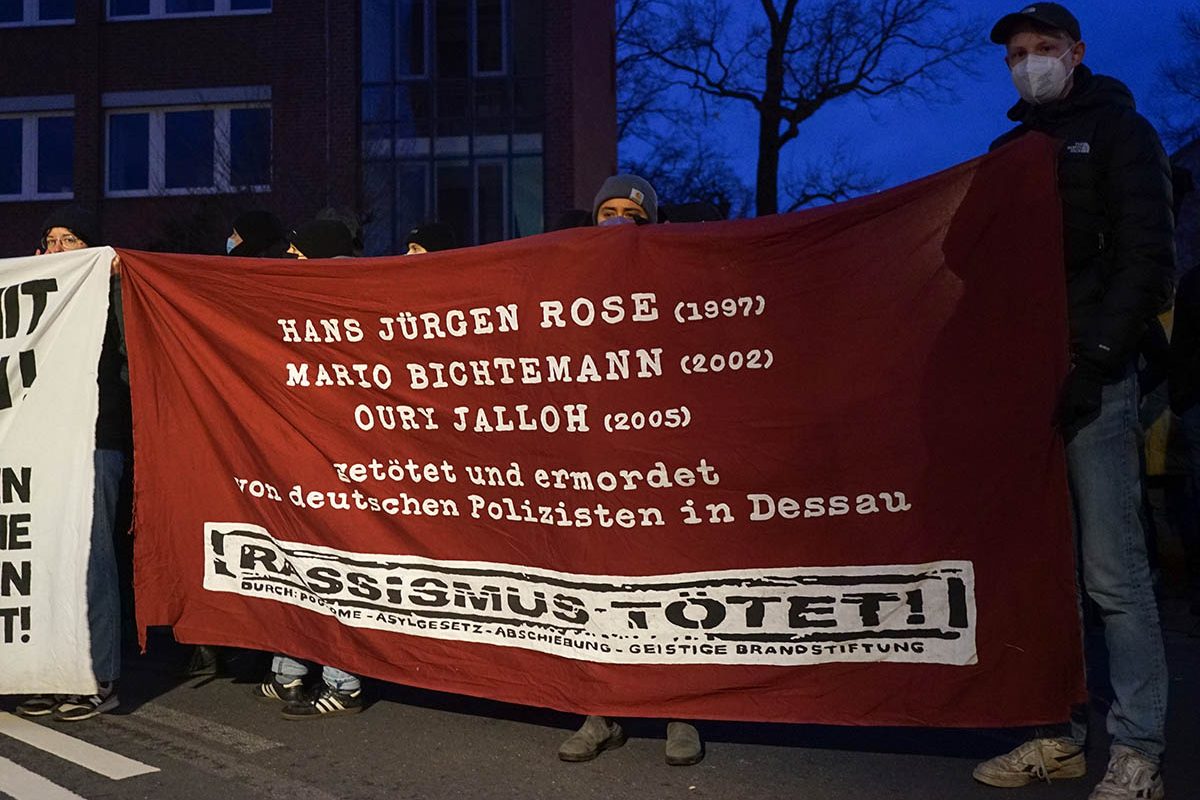 IT
!
N
E
N
T!
HANS JÜRGEN ROSE (1997)
MARIO BICHTEMANN (2002)
OURY JALLOH (2005)
getötet und ermordet
von deutschen Polizisten in Dessau
[RASSISMUS TÖTET!]
DURCH: POGROME - ASYLGESETZ - ABSCHIEBUNG - GEISTIGE BRANDSTIFTUNG